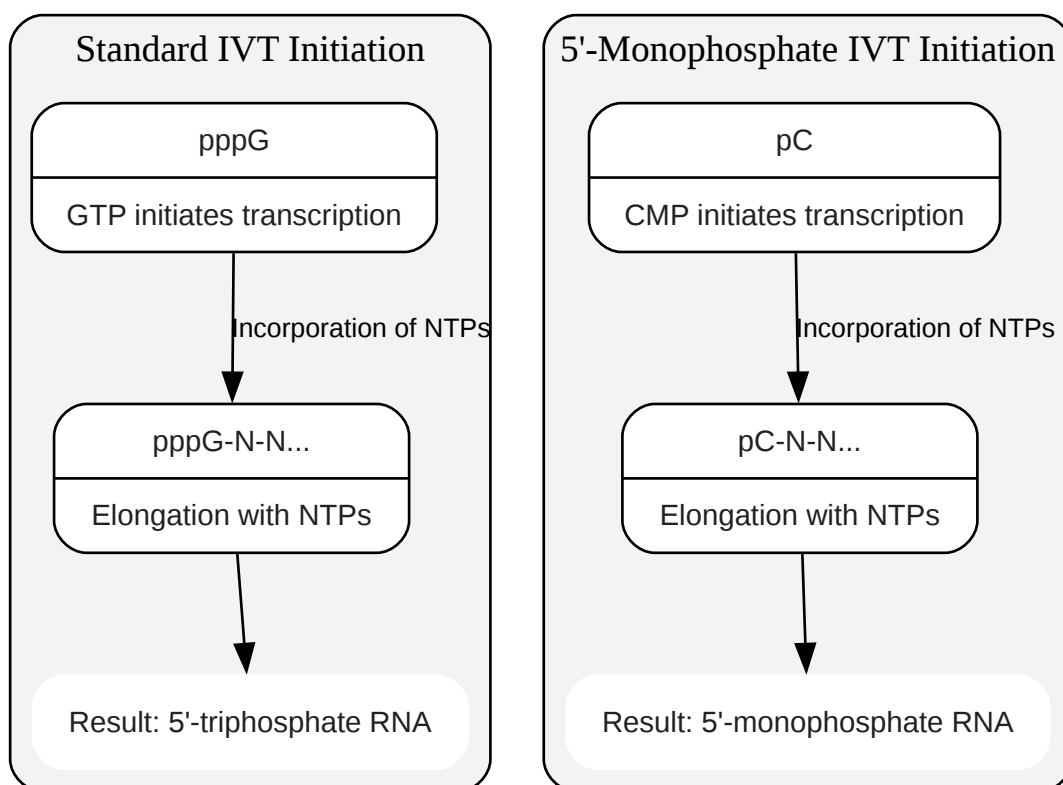 Standard IVT Initiation
pppG
GTP initiates transcription
Incorporation of NTPs
pppG-N-N...
Elongation with NTPs
Result: 5'-triphosphate RNA
5'-Monophosphate IVT Initiation
pC
CMP initiates transcription
Incorporation of NTPs
pC-N-N...
Elongation with NTPs
Result: 5'-monophosphate RNA